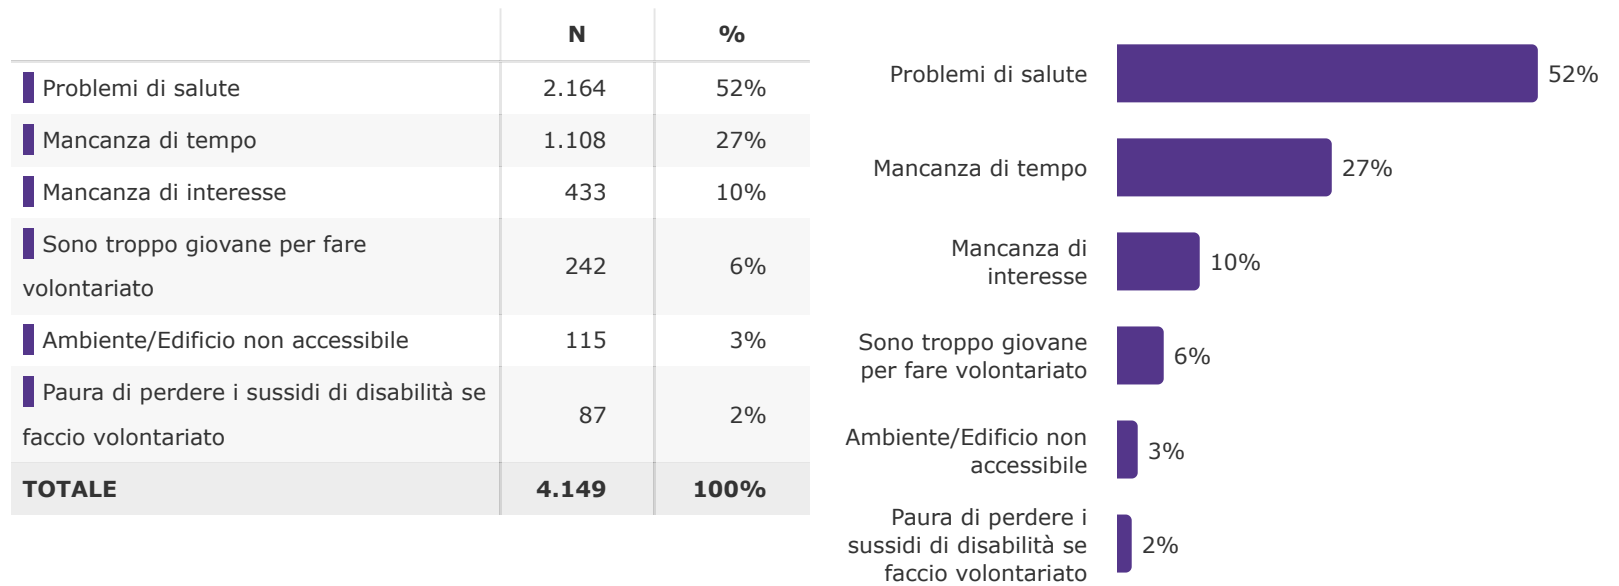 N %
Problemi di salute 2.164 52%
Mancanza di tempo 1.108 27%
Mancanza di interesse 433 10%
Sono troppo giovane per fare
volontariato 242 6%
Ambiente/Edificio non accessibile 115 3%
Paura di perdere i sussidi di disabilità se
faccio volontariato 87 2%
TOTALE 4.149 100%
Problemi di salute 52%
Mancanza di tempo 27%
Mancanza di
interesse 10%
Sono troppo giovane
per fare volontariato 6%
Ambiente/Edificio non
accessibile 3%
Paura di perdere i
sussidi di disabilità se 2%
faccio volontariato